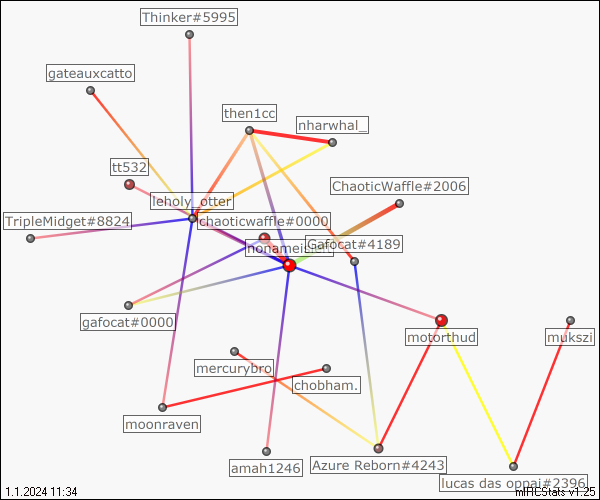 Thinker#5995
gateauxcatto
then1cc
nharwhal_
tt532
ChaoticWaffle#2006
leholy_otter
TripleMidget#8824
chaoticwaffle#0000
Gafocat#4189
gafocat#0000
motorthud
mukszi
mercurybro
chobham.
moonraven
amah1246
Azure Reborn#4243
lucas das oppai#2396
1.1.2024 11:34
mIRCStats v1.25